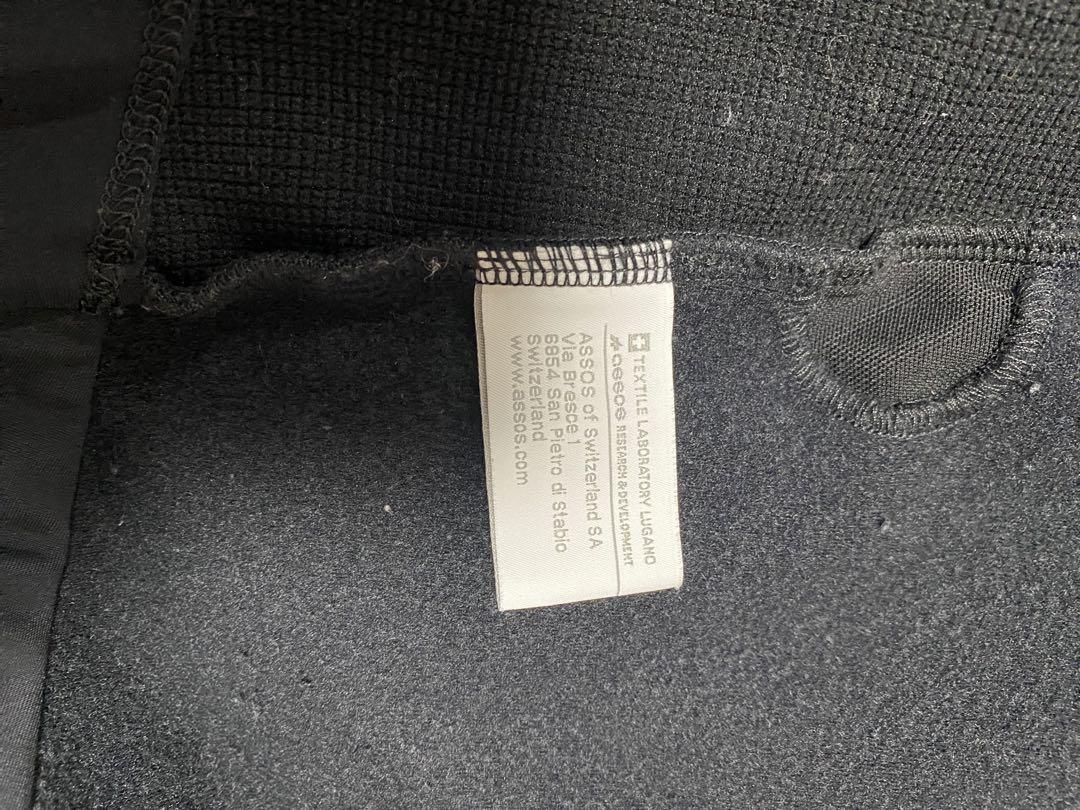 TEXTILE LABORATORY LUGANO
assos RESEARCH & DEVELOPMENT
ASSOS of Switzerland SA
Via Bresce 1
6854 San Pietro di Stabio
Switzerland
www.assos.com